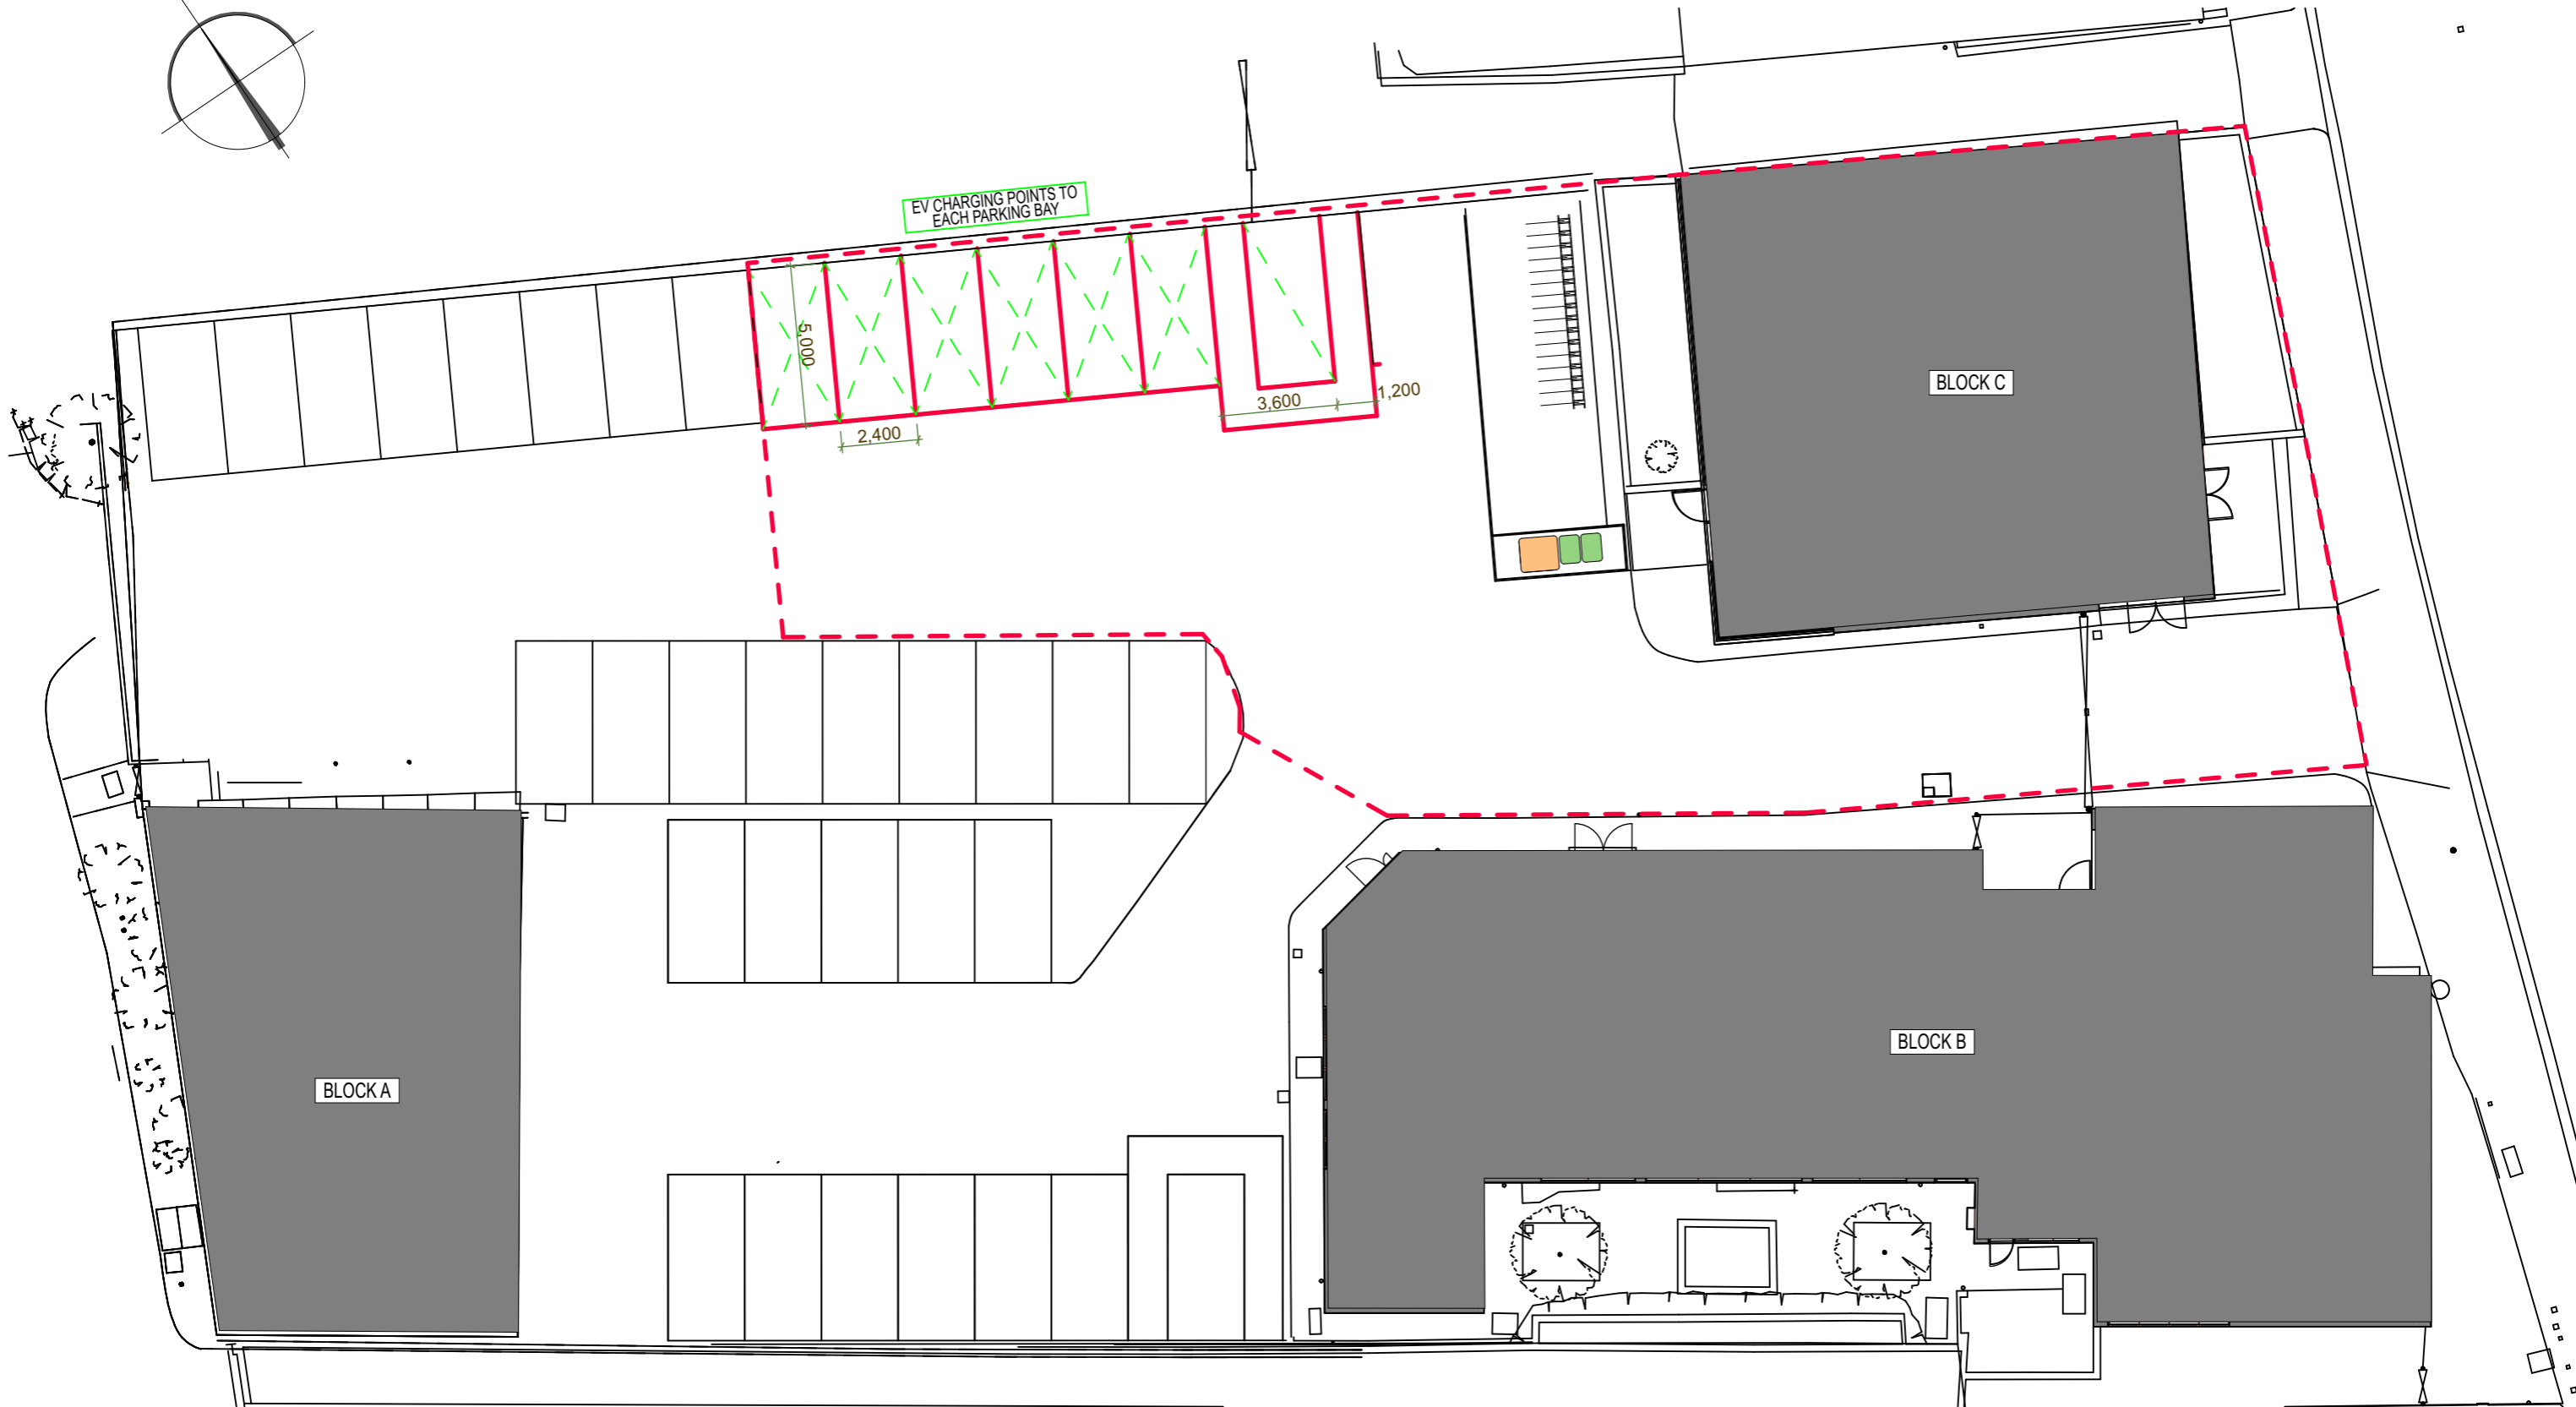 EV CHARGING POINTS TO
EACH PARKING BAY
5,000
2,400
3,600
1,200
BLOCK C
BLOCK B
BLOCK A